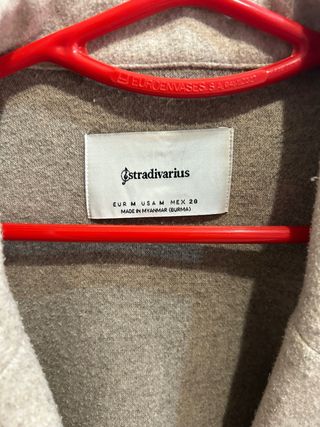 EUROENVASES S.A.
stradivarius
EUR M USA M MEX 28
MADE IN MYANMAR (BURMA)